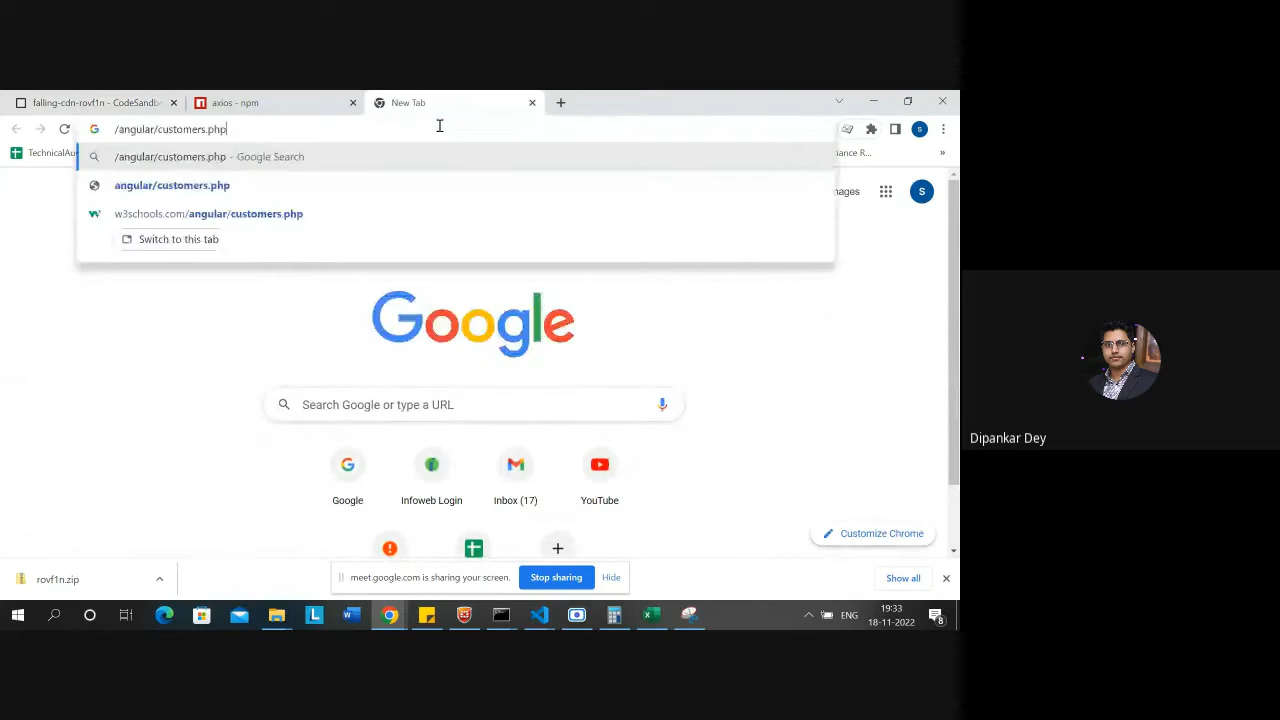 falling-cdn-rovf1n - CodeSandb
axios - npm
New Tab
/angular/customers.php
TechnicalAu
nance R...
»
/angular/customers.php - Google Search
angular/customers.php
w3schools.com/angular/customers.php
Switch to this tab
mages
S
S
Google
Search Google or type a URL
Google
Infoweb Login
Inbox (17)
YouTube
Customize Chrome
rovf1n.zip
meet.google.com is sharing your screen.
Stop sharing
Hide
Show all
ENG
19:33
18-11-2022
8
Dipankar Dey